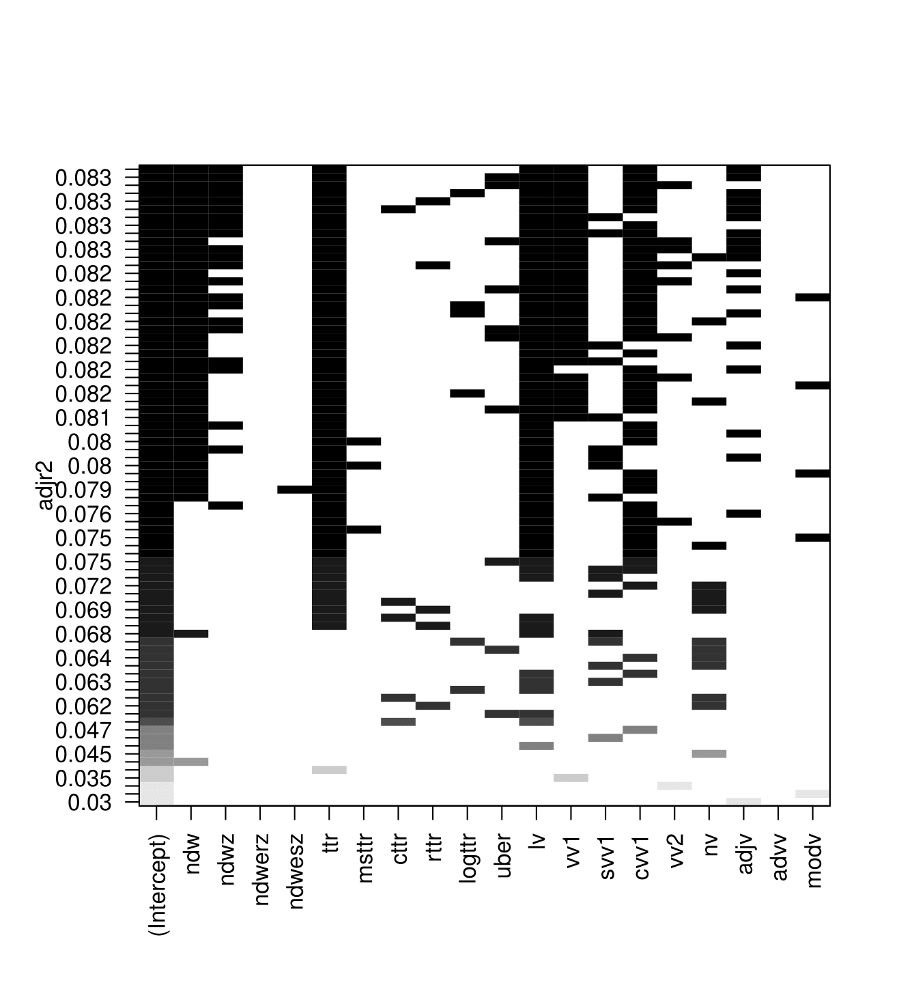 adjr2
0.083
0.083
0.083
0.083
0.082
0.082
0.082
0.082
0.082
0.082
0.081
0.08
0.08
0.079
0.076
0.075
0.075
0.072
0.069
0.068
0.064
0.063
0.062
0.047
0.045
0.035
0.03
(Intercept)
ndw
ndwz
ndwerz
ndwesz
ttr
msttr
cttr
rttr
logttr
uber
lv
vv1
svv1
cvv1
vv2
nv
adjv
advv
modv